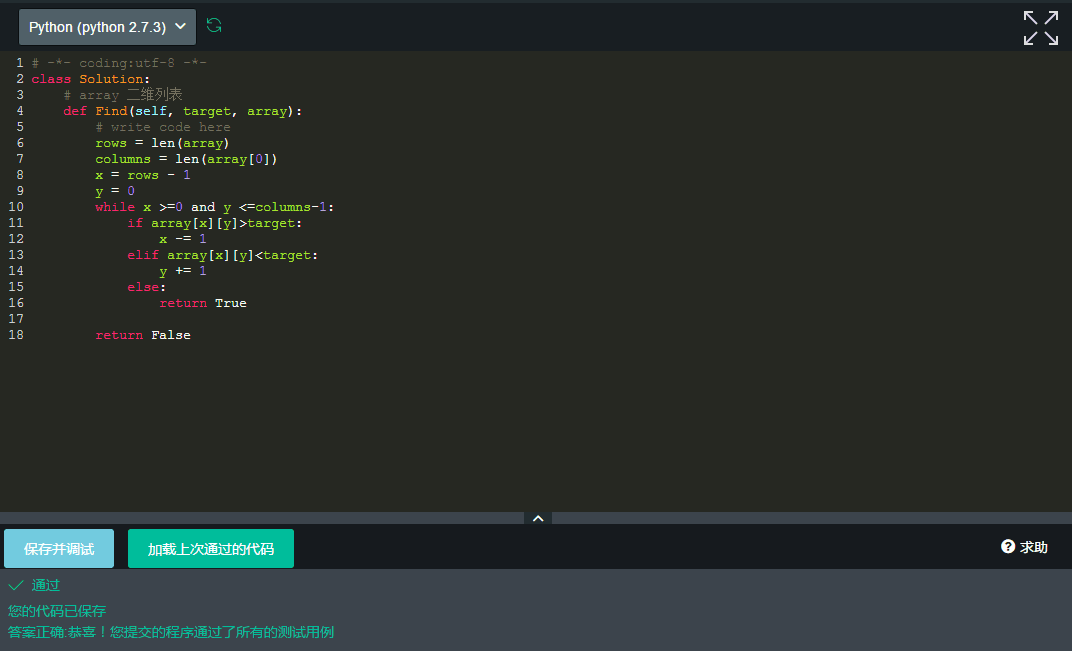 Python (python 2.7.3)
1 # -*- coding:utf-8 -*-
2 class Solution:
3     # array 二维列表
4     def Find(self, target, array):
5         # write code here
6         rows = len(array)
7         columns = len(array[0])
8         x = rows - 1
9         y = 0
10         while x >=0 and y <=columns-1:
11             if array[x][y]>target:
12                 x -= 1
13             elif array[x][y]<target:
14                 y += 1
15             else:
16                 return True
17
18         return False
保存并调试 加载上次通过的代码 ? 求助
通过
您的代码已保存
答案正确:恭喜！您提交的程序通过了所有的测试用例